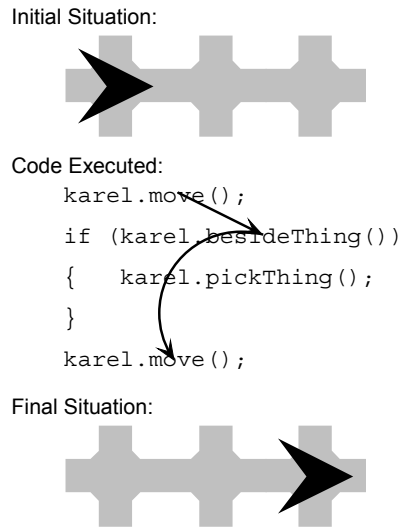 Initial Situation:
Code Executed:
karel.move();
if (karel.besideThing())
{ karel.pickThing();
}
karel.move();
Final Situation: